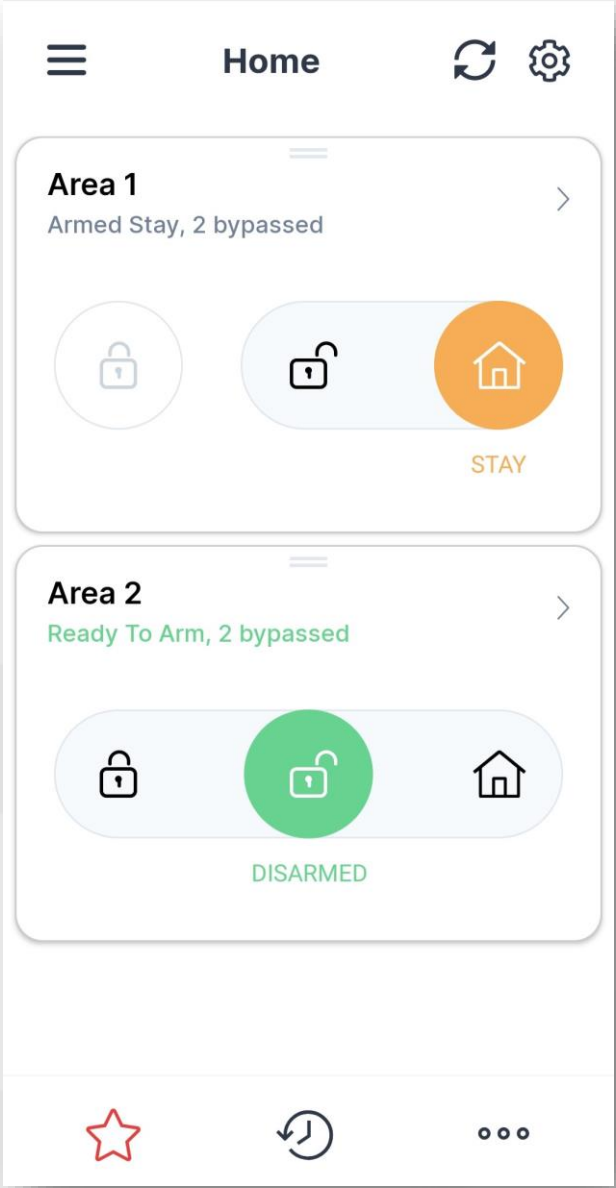 Home
Area 1
Armed Stay, 2 bypassed
STAY
Area 2
Ready To Arm, 2 bypassed
DISARMED